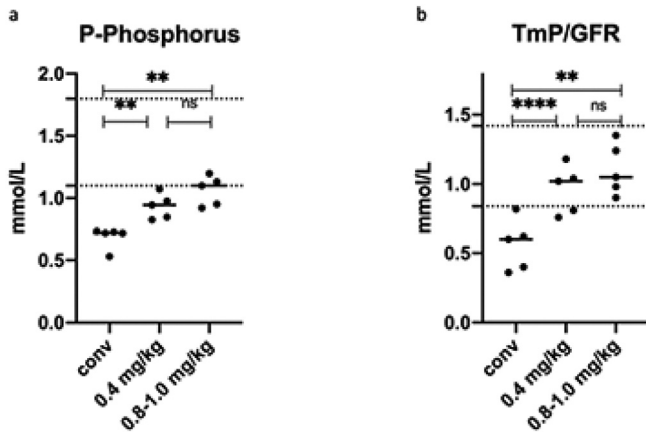 a
P-Phosphorus
mmol/L
2.0
1.5
1.0
0.5
0.0
**
**
ns
conv
0.4 mg/kg
0.8-1.0 mg/kg
b
TmP/GFR
mmol/L
1.5
1.0
0.5
0.0
**
****
ns
conv
0.4 mg/kg
0.8-1.0 mg/kg